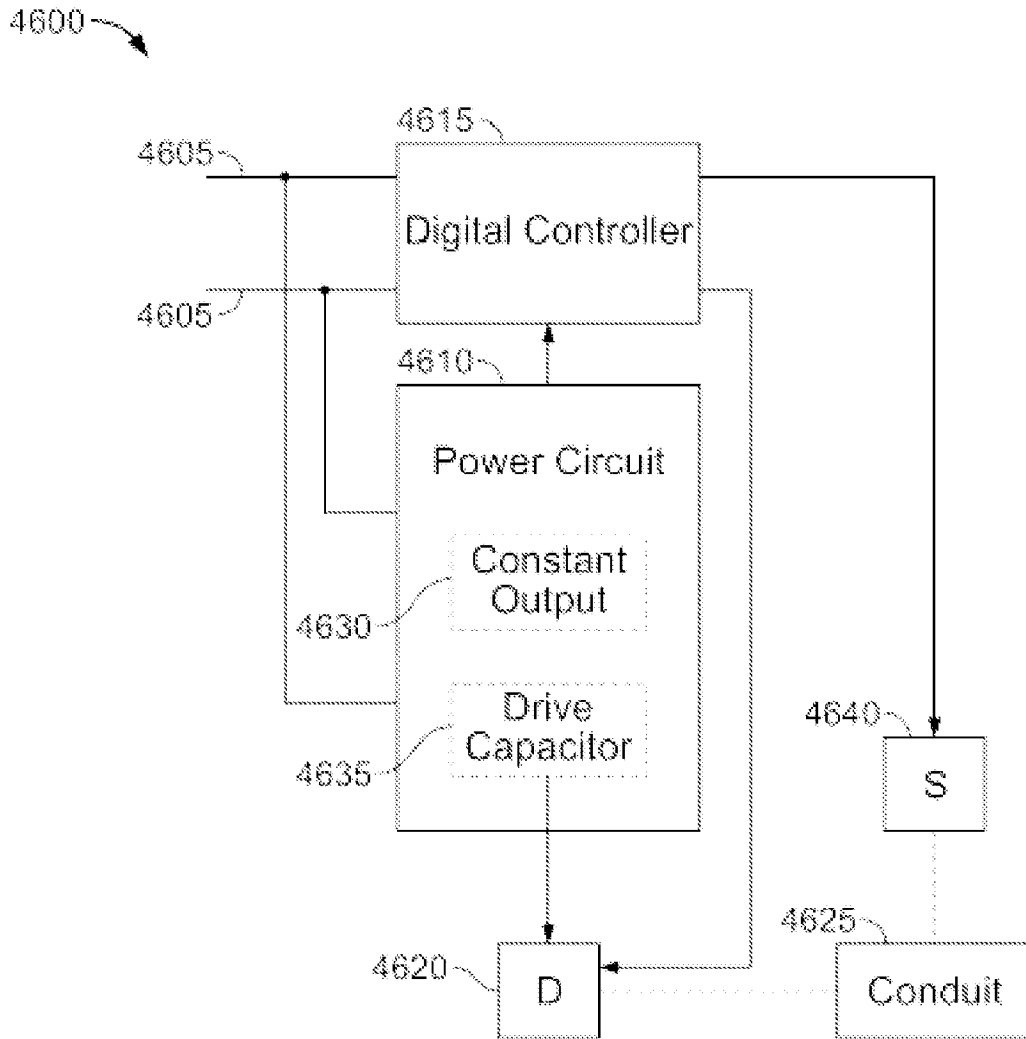 4600
4615
4605
Digital Controller
4605
4610
Power Circuit
Constant
Output
4630
Drive
Capacitor
4635
4640
S
4625
4620
D
Conduit